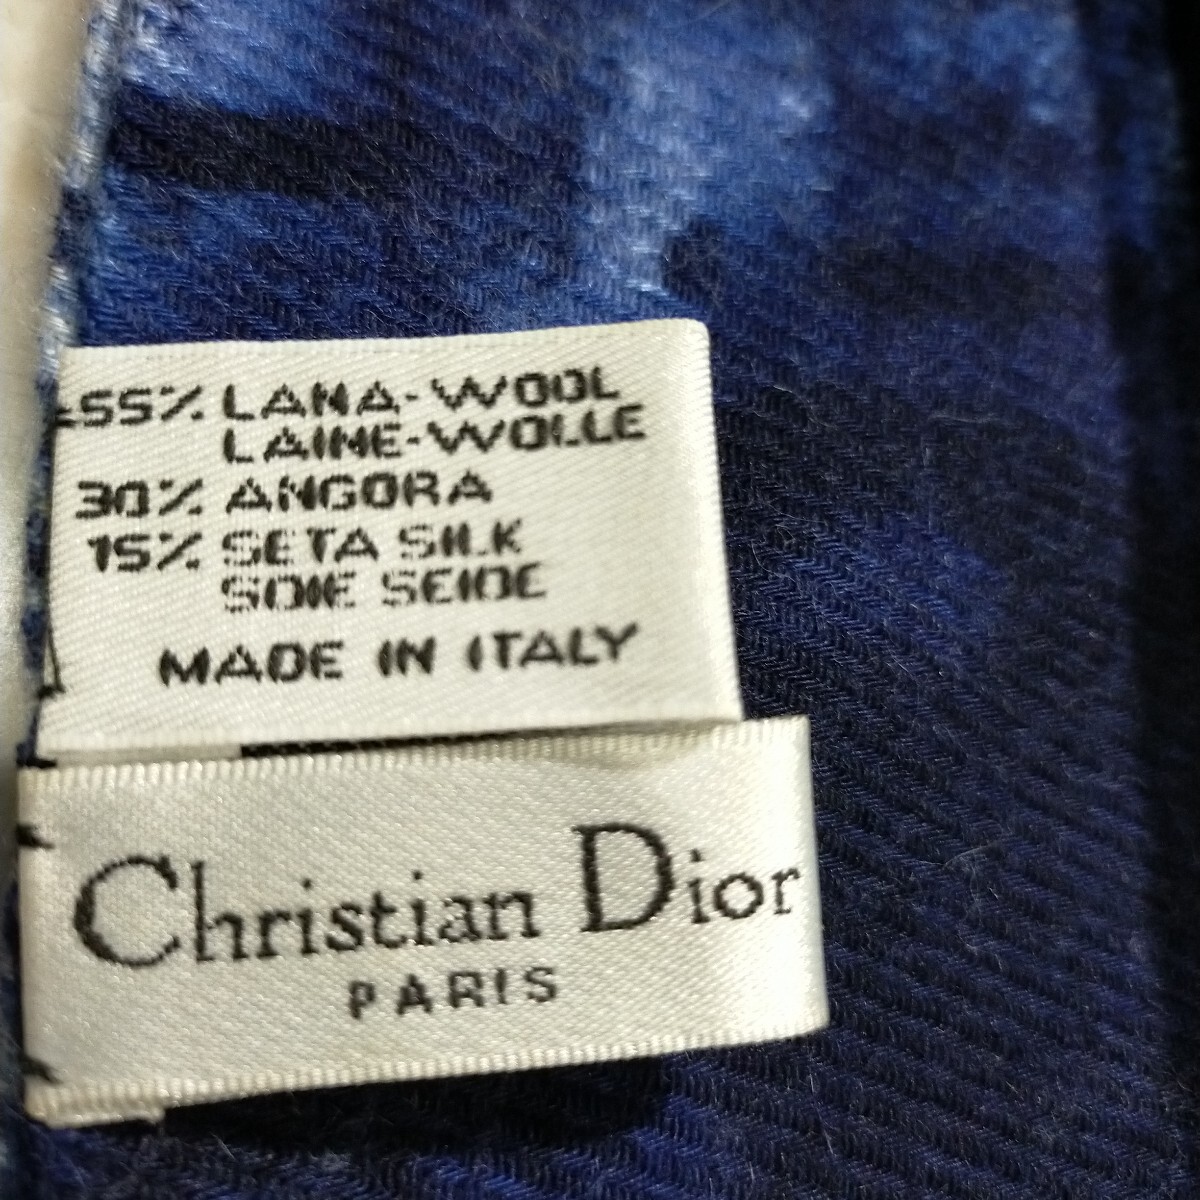 55% LANA-WOOL
LAINE-WOLLE
30% ANGORA
15% SETA SILK
SOIE SEIDE
MADE IN ITALY
Christian Dior
PARIS